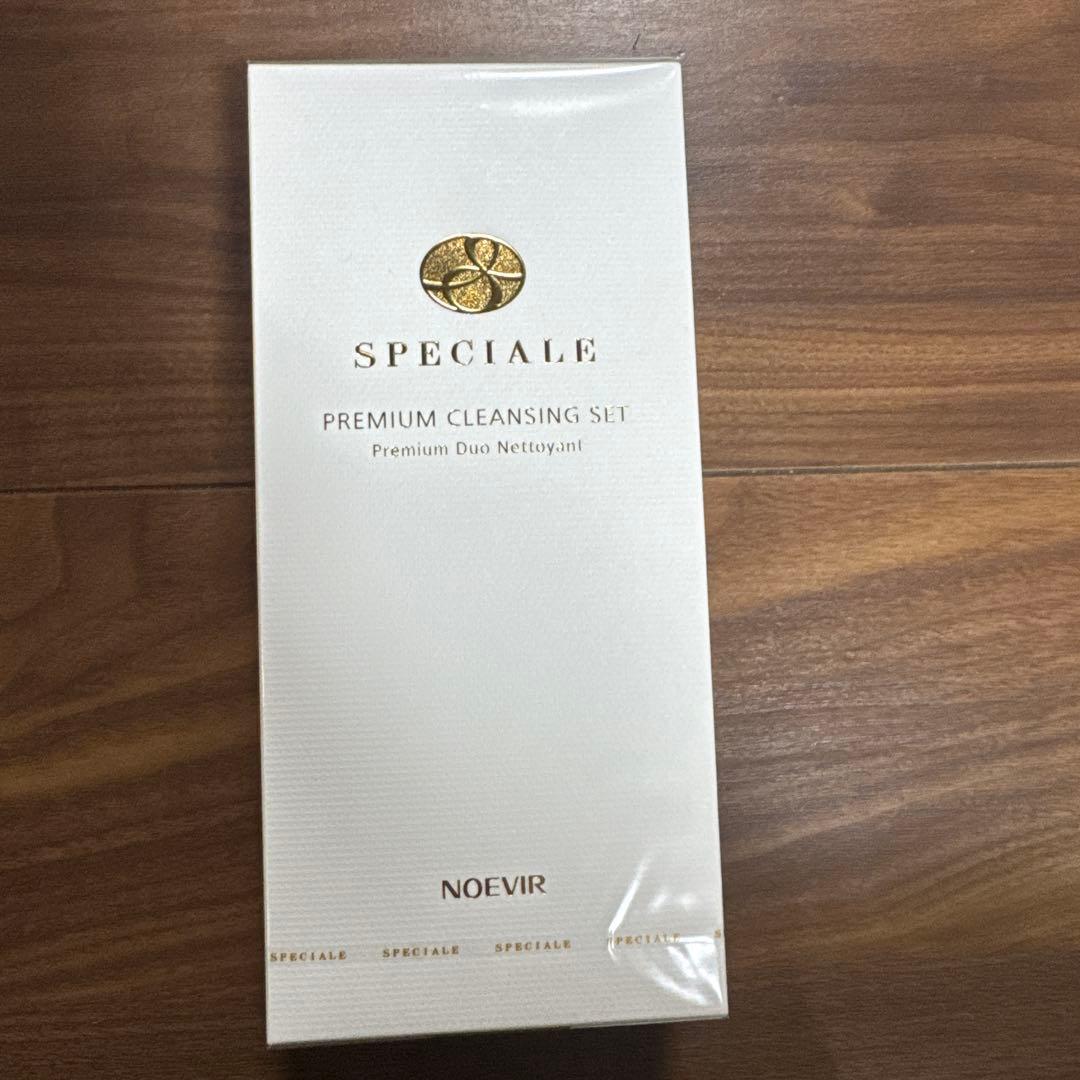 SPECIALE
PREMIUM CLEANSING SET
Premium Duo Nettoyant
NOEVIR
SPECIALE SPECIALE SPECIALE SPECIALE S